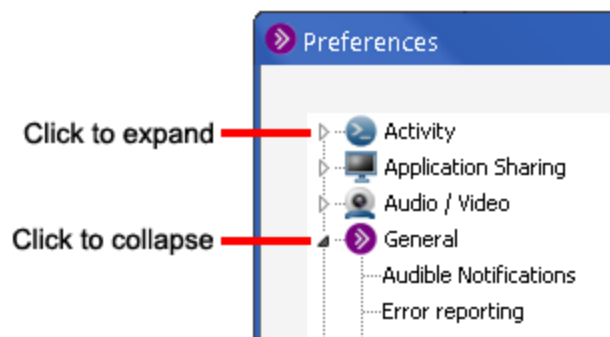 Preferences
Click to expand
Activity
Application Sharing
Audio / Video
Click to collapse
General
Audible Notifications
Error reporting